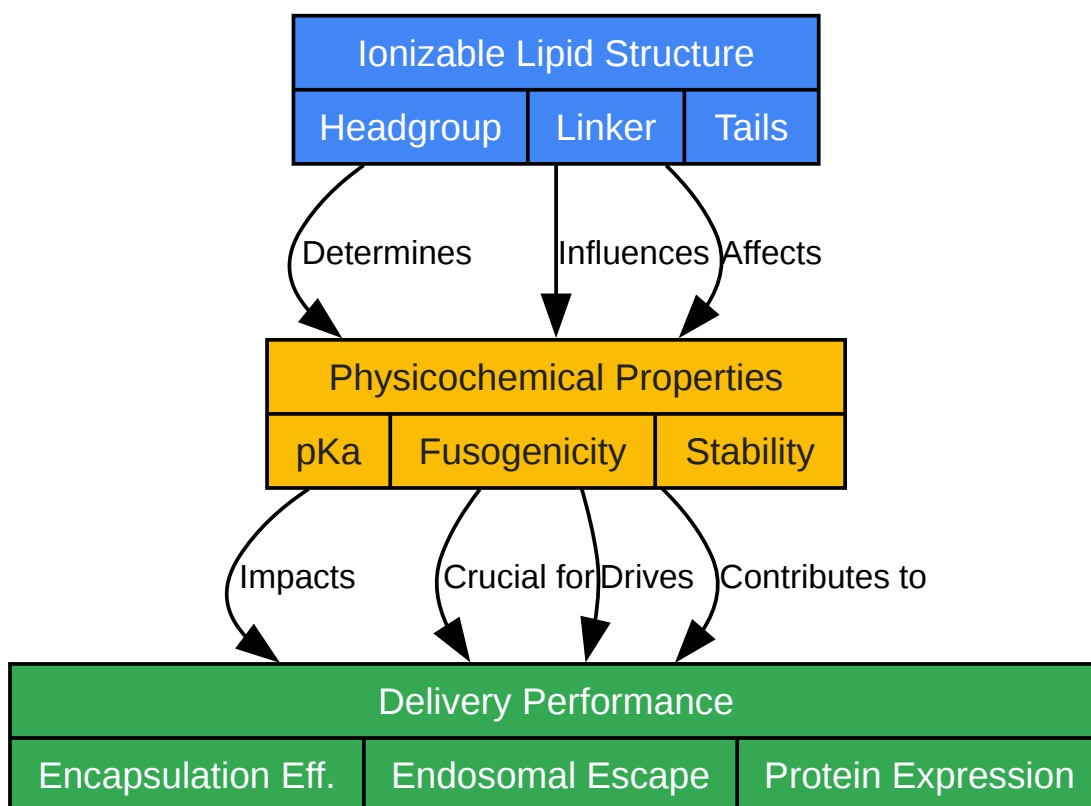 Ionizable Lipid Structure
Headgroup Linker Tails
Determines Influences Affects
Physicochemical Properties
pKa Fusogenicity Stability
Impacts Crucial for Drives Contributes to
Delivery Performance
Encapsulation Eff. Endosomal Escape Protein Expression